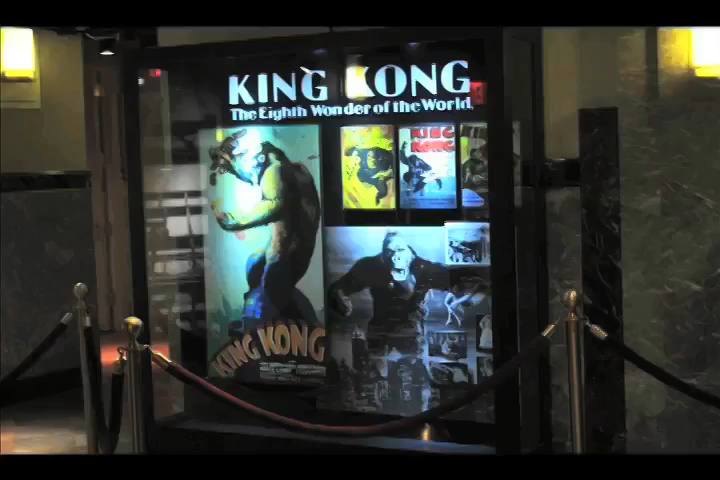 KING KONG
The Eighth Wonder of the World.
KING
KONG
KING KONG